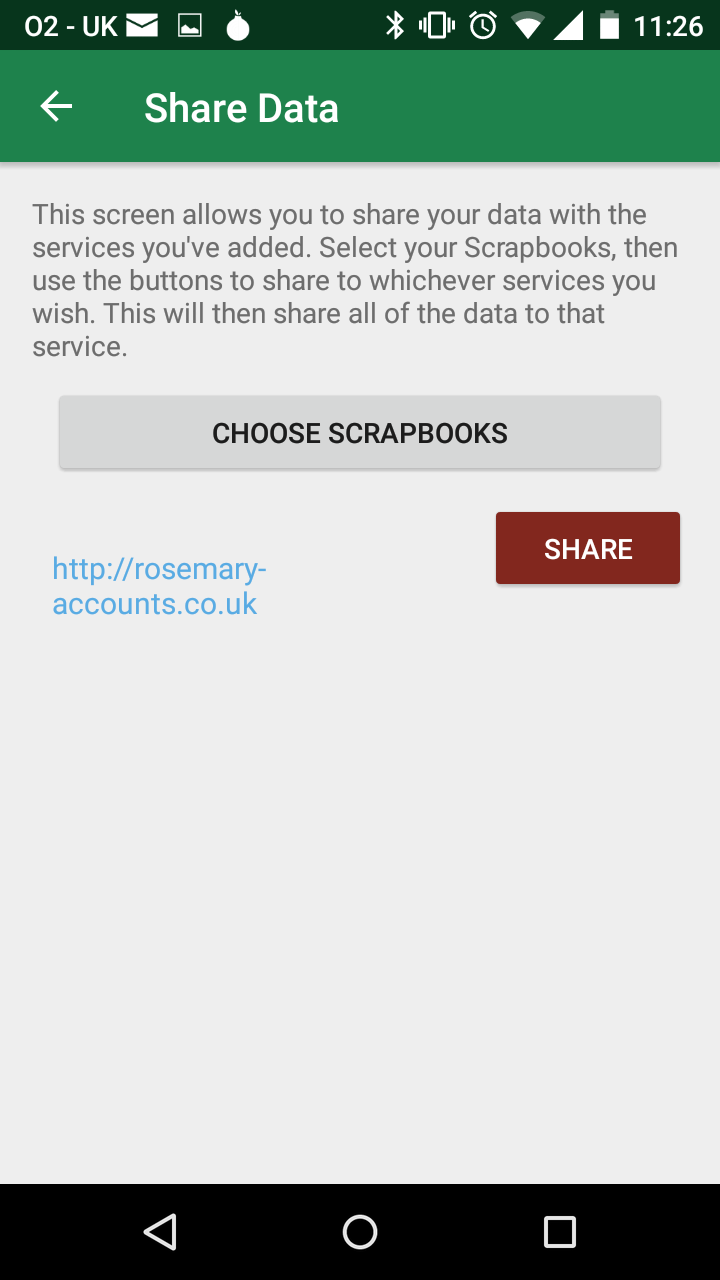 O2 - UK 11:26
Share Data
This screen allows you to share your data with the
services you've added. Select your Scrapbooks, then
use the buttons to share to whichever services you
wish. This will then share all of the data to that
service.
CHOOSE SCRAPBOOKS
SHARE
http://rosemary-
accounts.co.uk